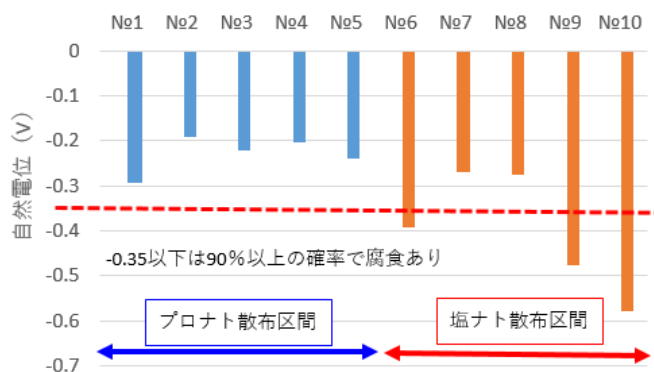 №1 №2 №3 №4 №5 №6 №7 №8 №9 №10
0
-0.1
-0.2
-0.3
-0.4
-0.5
-0.6
-0.7
自然電位（v）
-0.35以下は90％以上の確率で腐食あり
プロナト散布区間
塩ナト散布区間